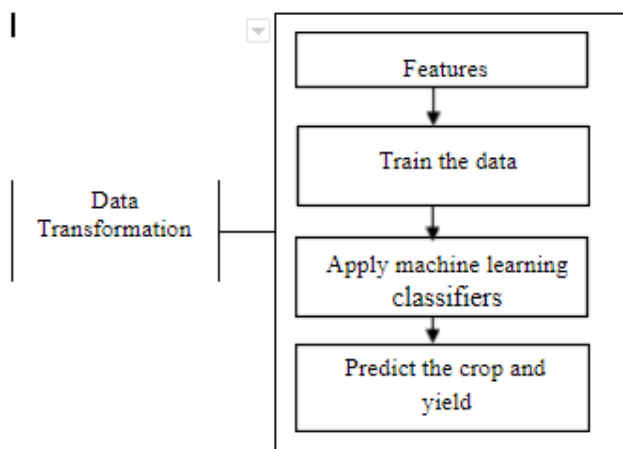 Features
Train the data
Data
Transformation
Apply machine learning
classifiers
Predict the crop and
yield